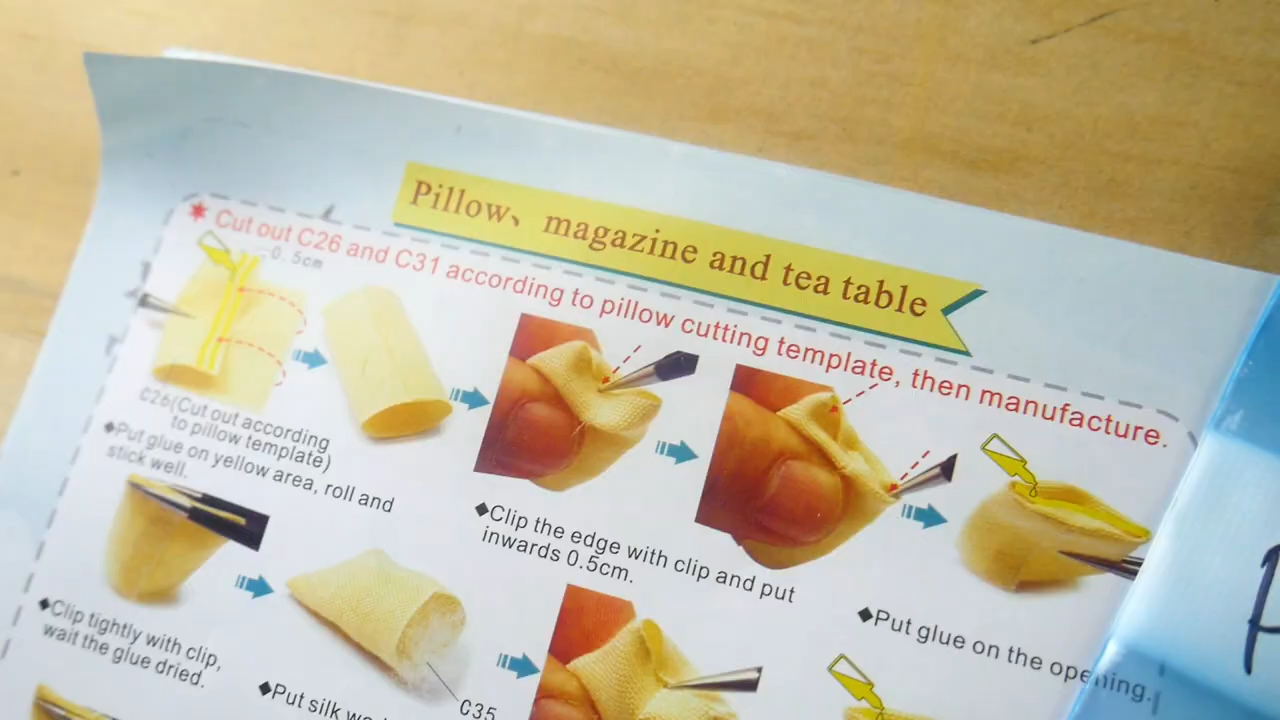 Pillow、magazine and tea table
Cut out C26 and C31 according to pillow cutting template, then manufacture.
0.5cm
C26(Cut out according
to pillow template)
◆Put glue on yellow area, roll and
stick well.
◆Clip the edge with clip and put
inwards 0.5cm.
◆Put glue on the opening.
◆Clip tightly with clip,
wait the glue dried.
◆Put silk
C35